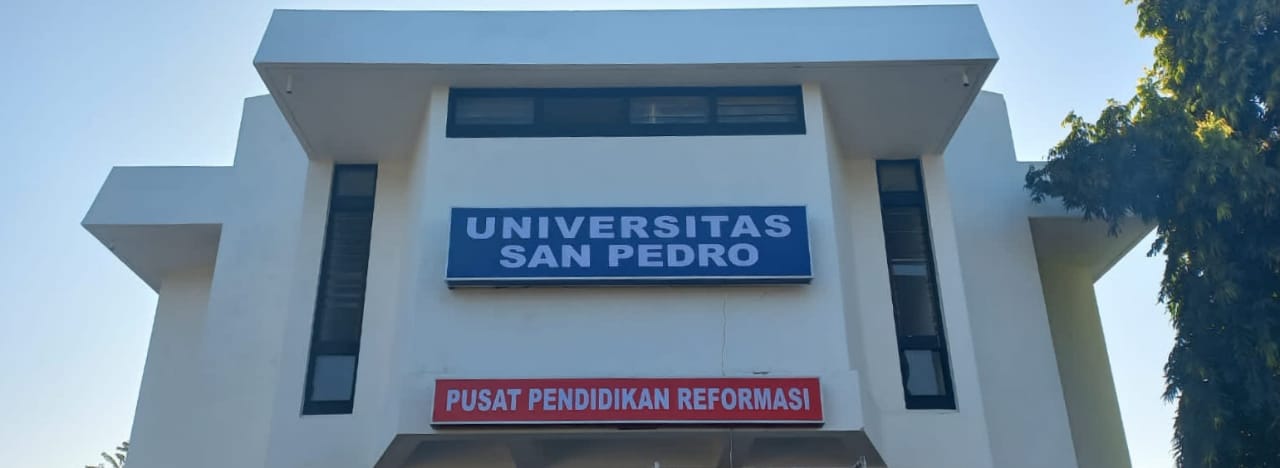 UNIVERSITAS
SAN PEDRO
PUSAT PENDIDIKAN REFORMASI